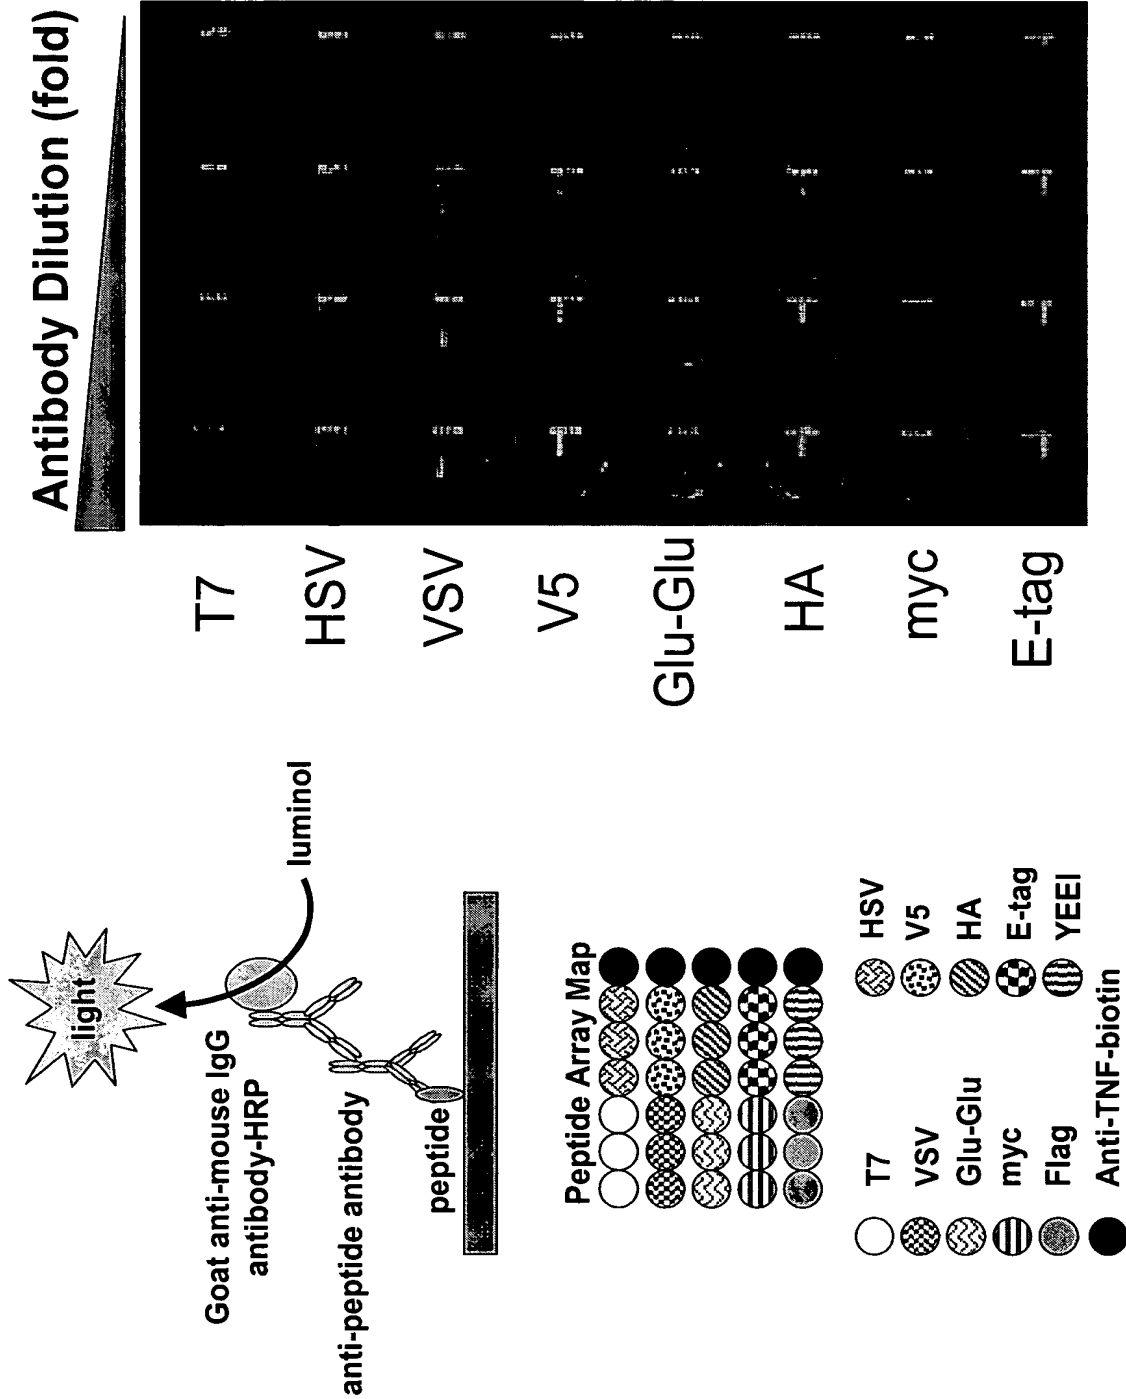 light
luminol
Goat anti-mouse IgG
antibody-HRP
anti-peptide antibody
peptide
Peptide Array Map
T7
HSV
VSV
V5
Glu-Glu
HA
myc
E-tag
Flag
YEEI
Anti-TNF-biotin
Antibody Dilution (fold)
T7
HSV
VSV
V5
Glu-Glu
HA
myc
E-tag